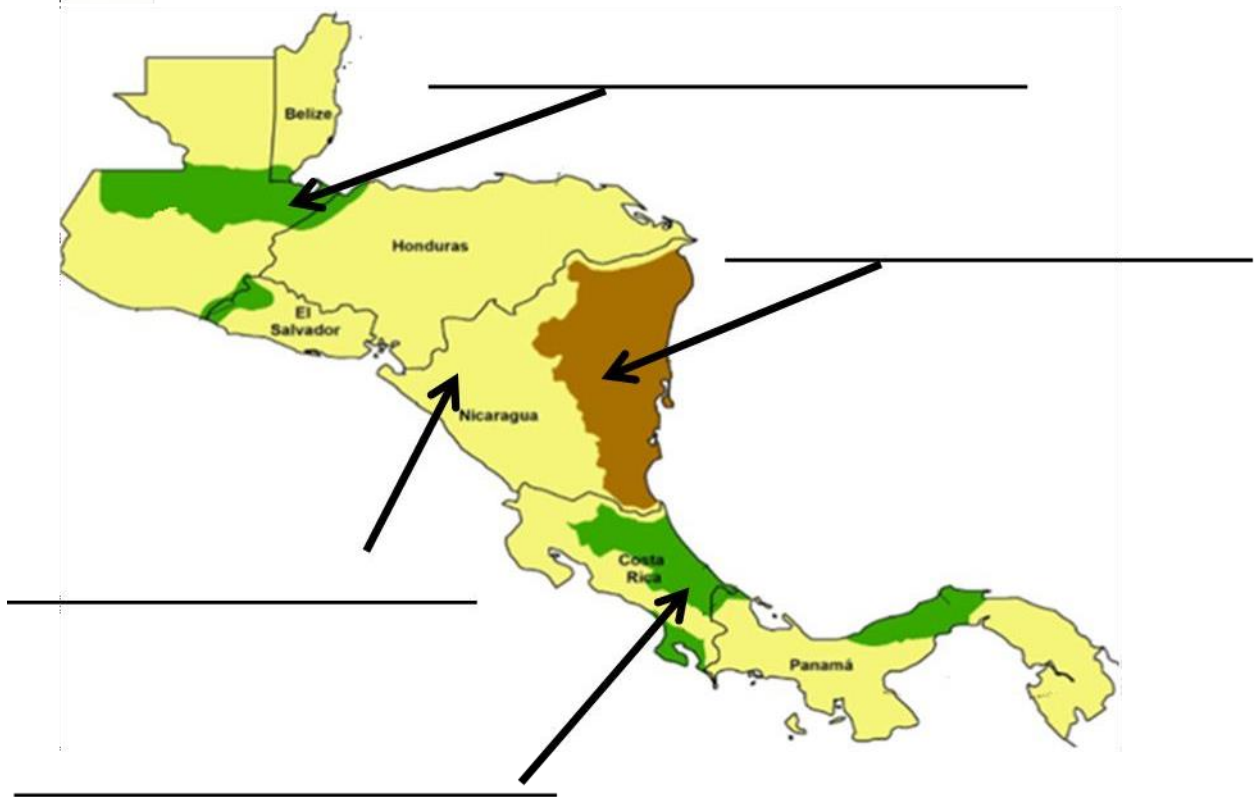 Belize
Honduras
El
Salvador
Nicaragua
Costa
Rica
Panamá